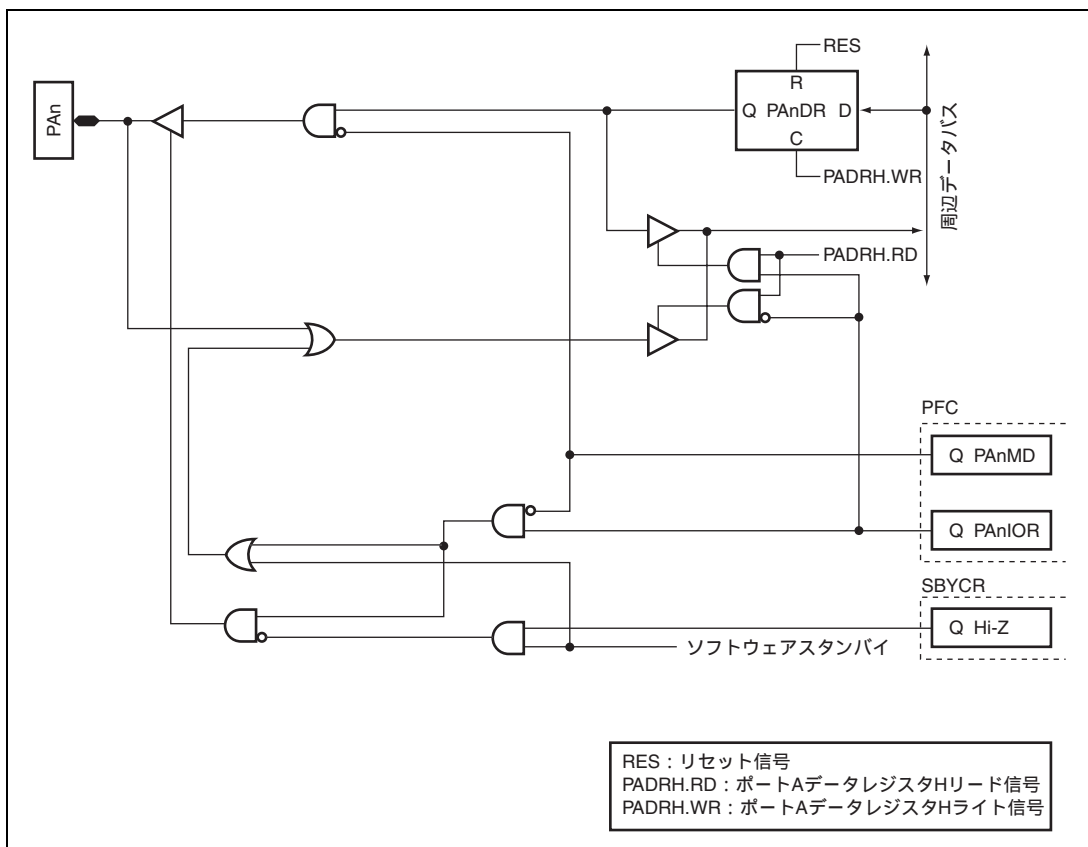 RES
PAn
R
Q PAnDR D
C
PADRH.WR
周辺データバス
PADRH.RD
PFC
Q PAnMD
Q PAnIOR
SBYCR
Q Hi-Z
ソフトウェアスタンバイ
RES：リセット信号
PADRH.RD：ポートAデータレジスタHリード信号
PADRH.WR：ポートAデータレジスタHライト信号